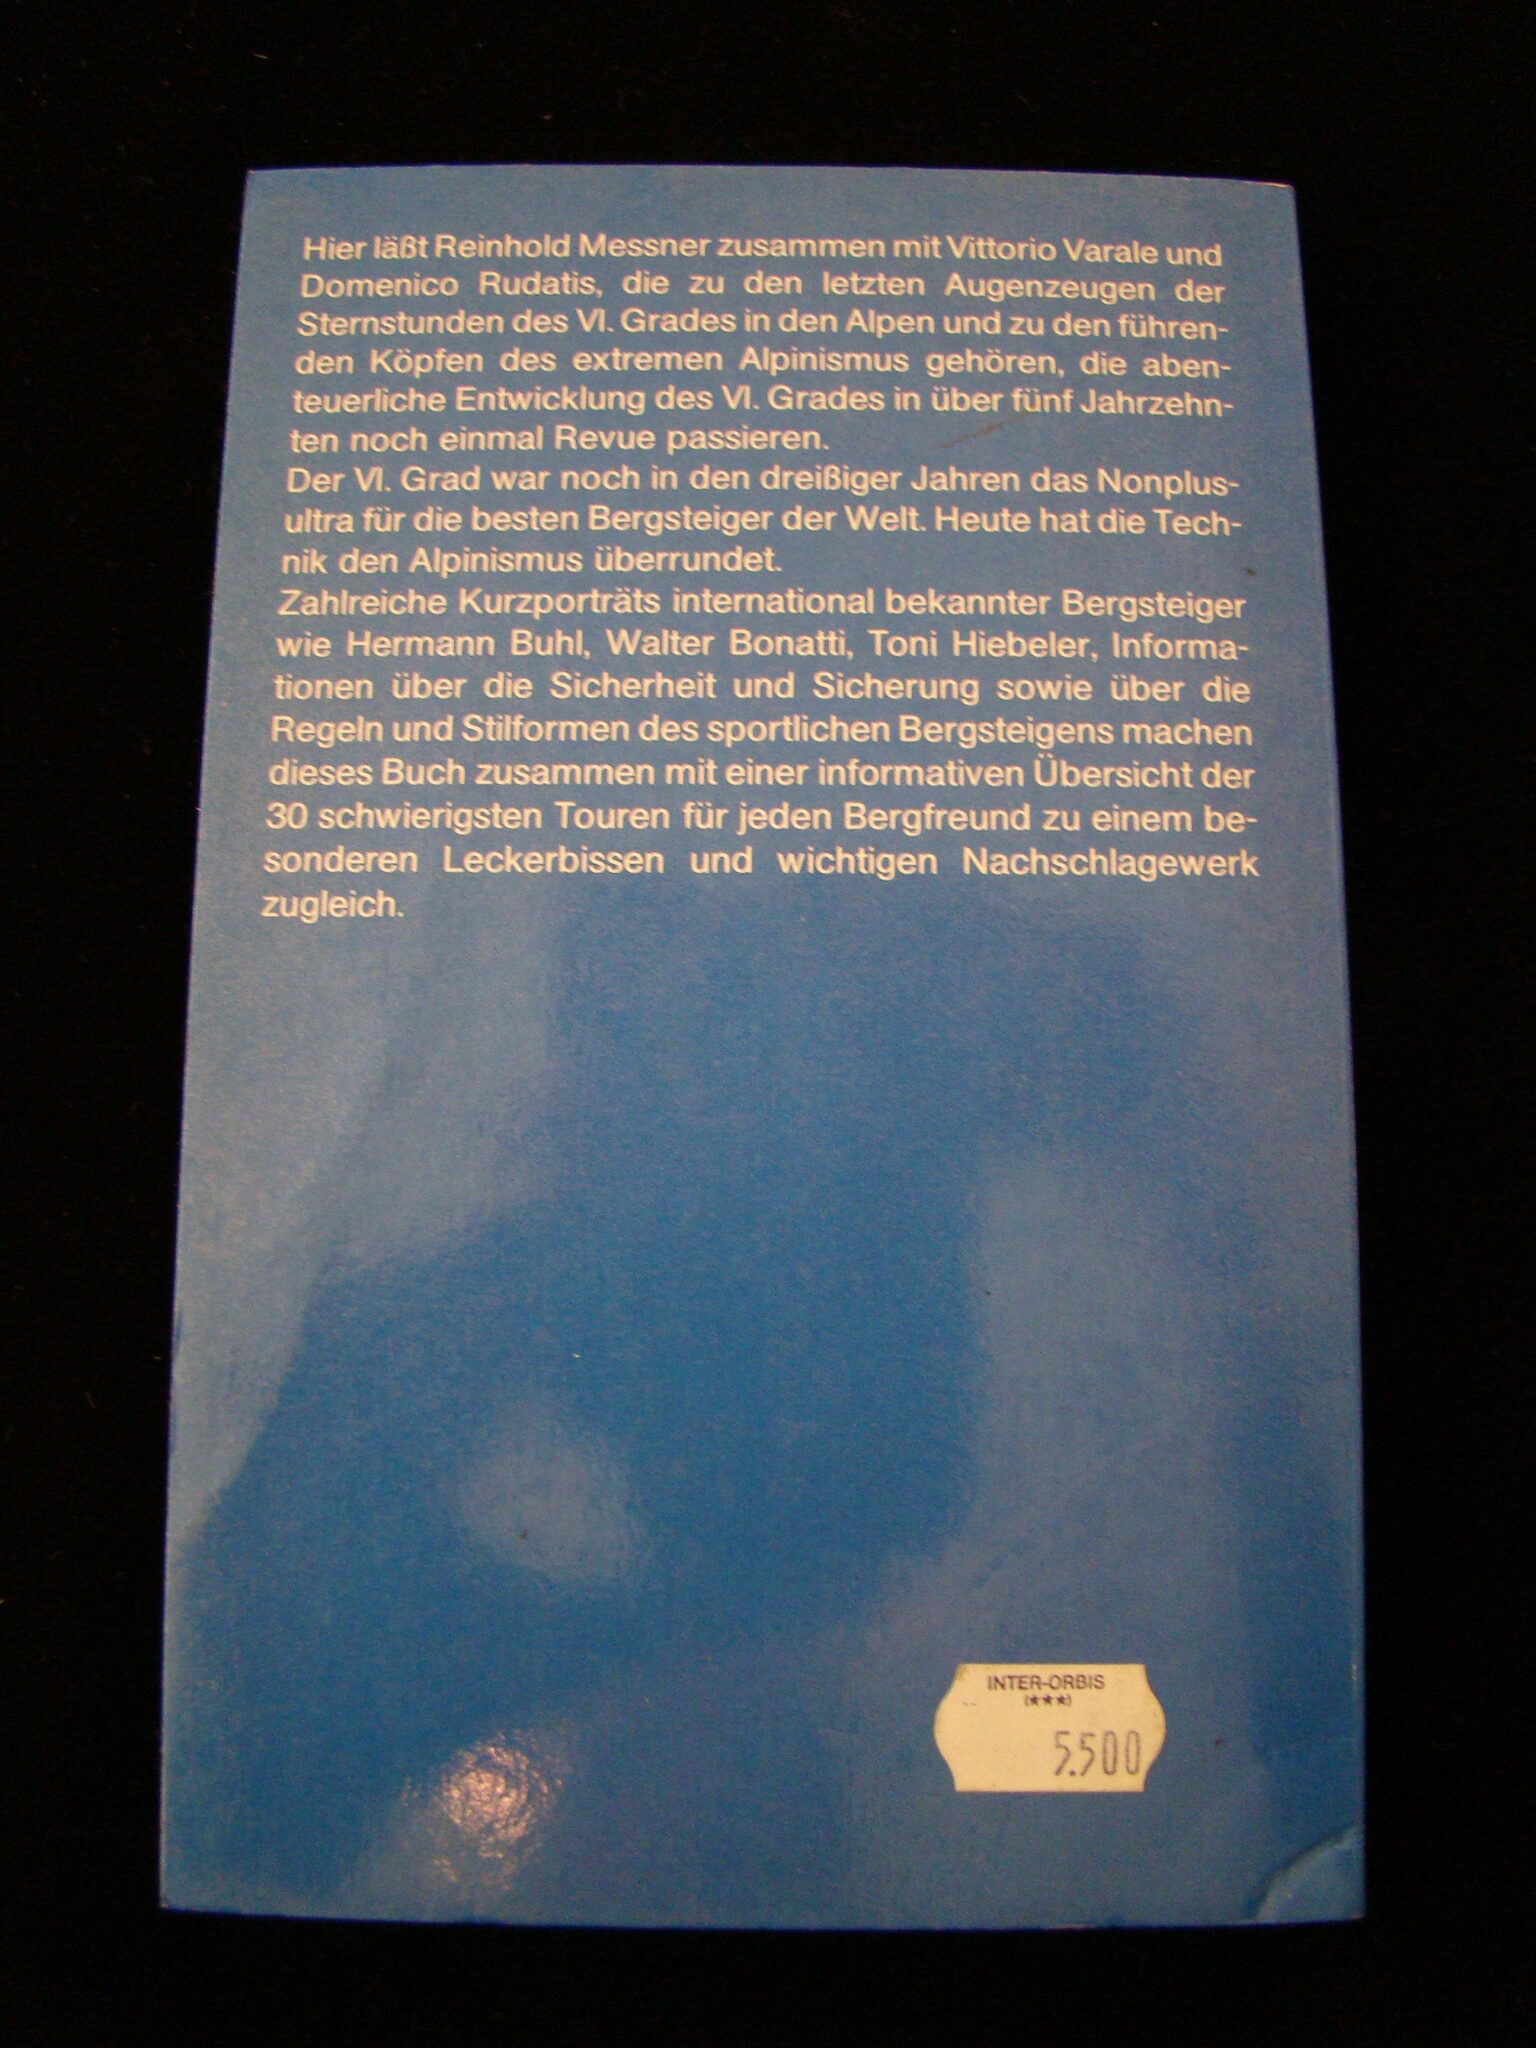 Hier läßt Reinhold Messner zusammen mit Vittorio Varale und
Domenico Rudatis, die zu den letzten Augenzeugen der
Sternstunden des VI. Grades in den Alpen und zu den führen-
den Köpfen des extremen Alpinismus gehören, die aben-
teuerliche Entwicklung des VI. Grades in über fünf Jahrzehn-
ten noch einmal Revue passieren.
Der VI. Grad war noch in den dreißiger Jahren das Nonplus-
ultra für die besten Bergsteiger der Welt. Heute hat die Tech-
nik den Alpinismus überrundet.
Zahlreiche Kurzporträts international bekannter Bergsteiger
wie Hermann Buhl, Walter Bonatti, Toni Hiebeler, Informa-
tionen über die Sicherheit und Sicherung sowie über die
Regeln und Stilformen des sportlichen Bergsteigens machen
dieses Buch zusammen mit einer informativen Übersicht der
30 schwierigsten Touren für jeden Bergfreund zu einem be-
sonderen Leckerbissen und wichtigen Nachschlagewerk
zugleich.
INTER-ORBIS
(★★★)
5.500